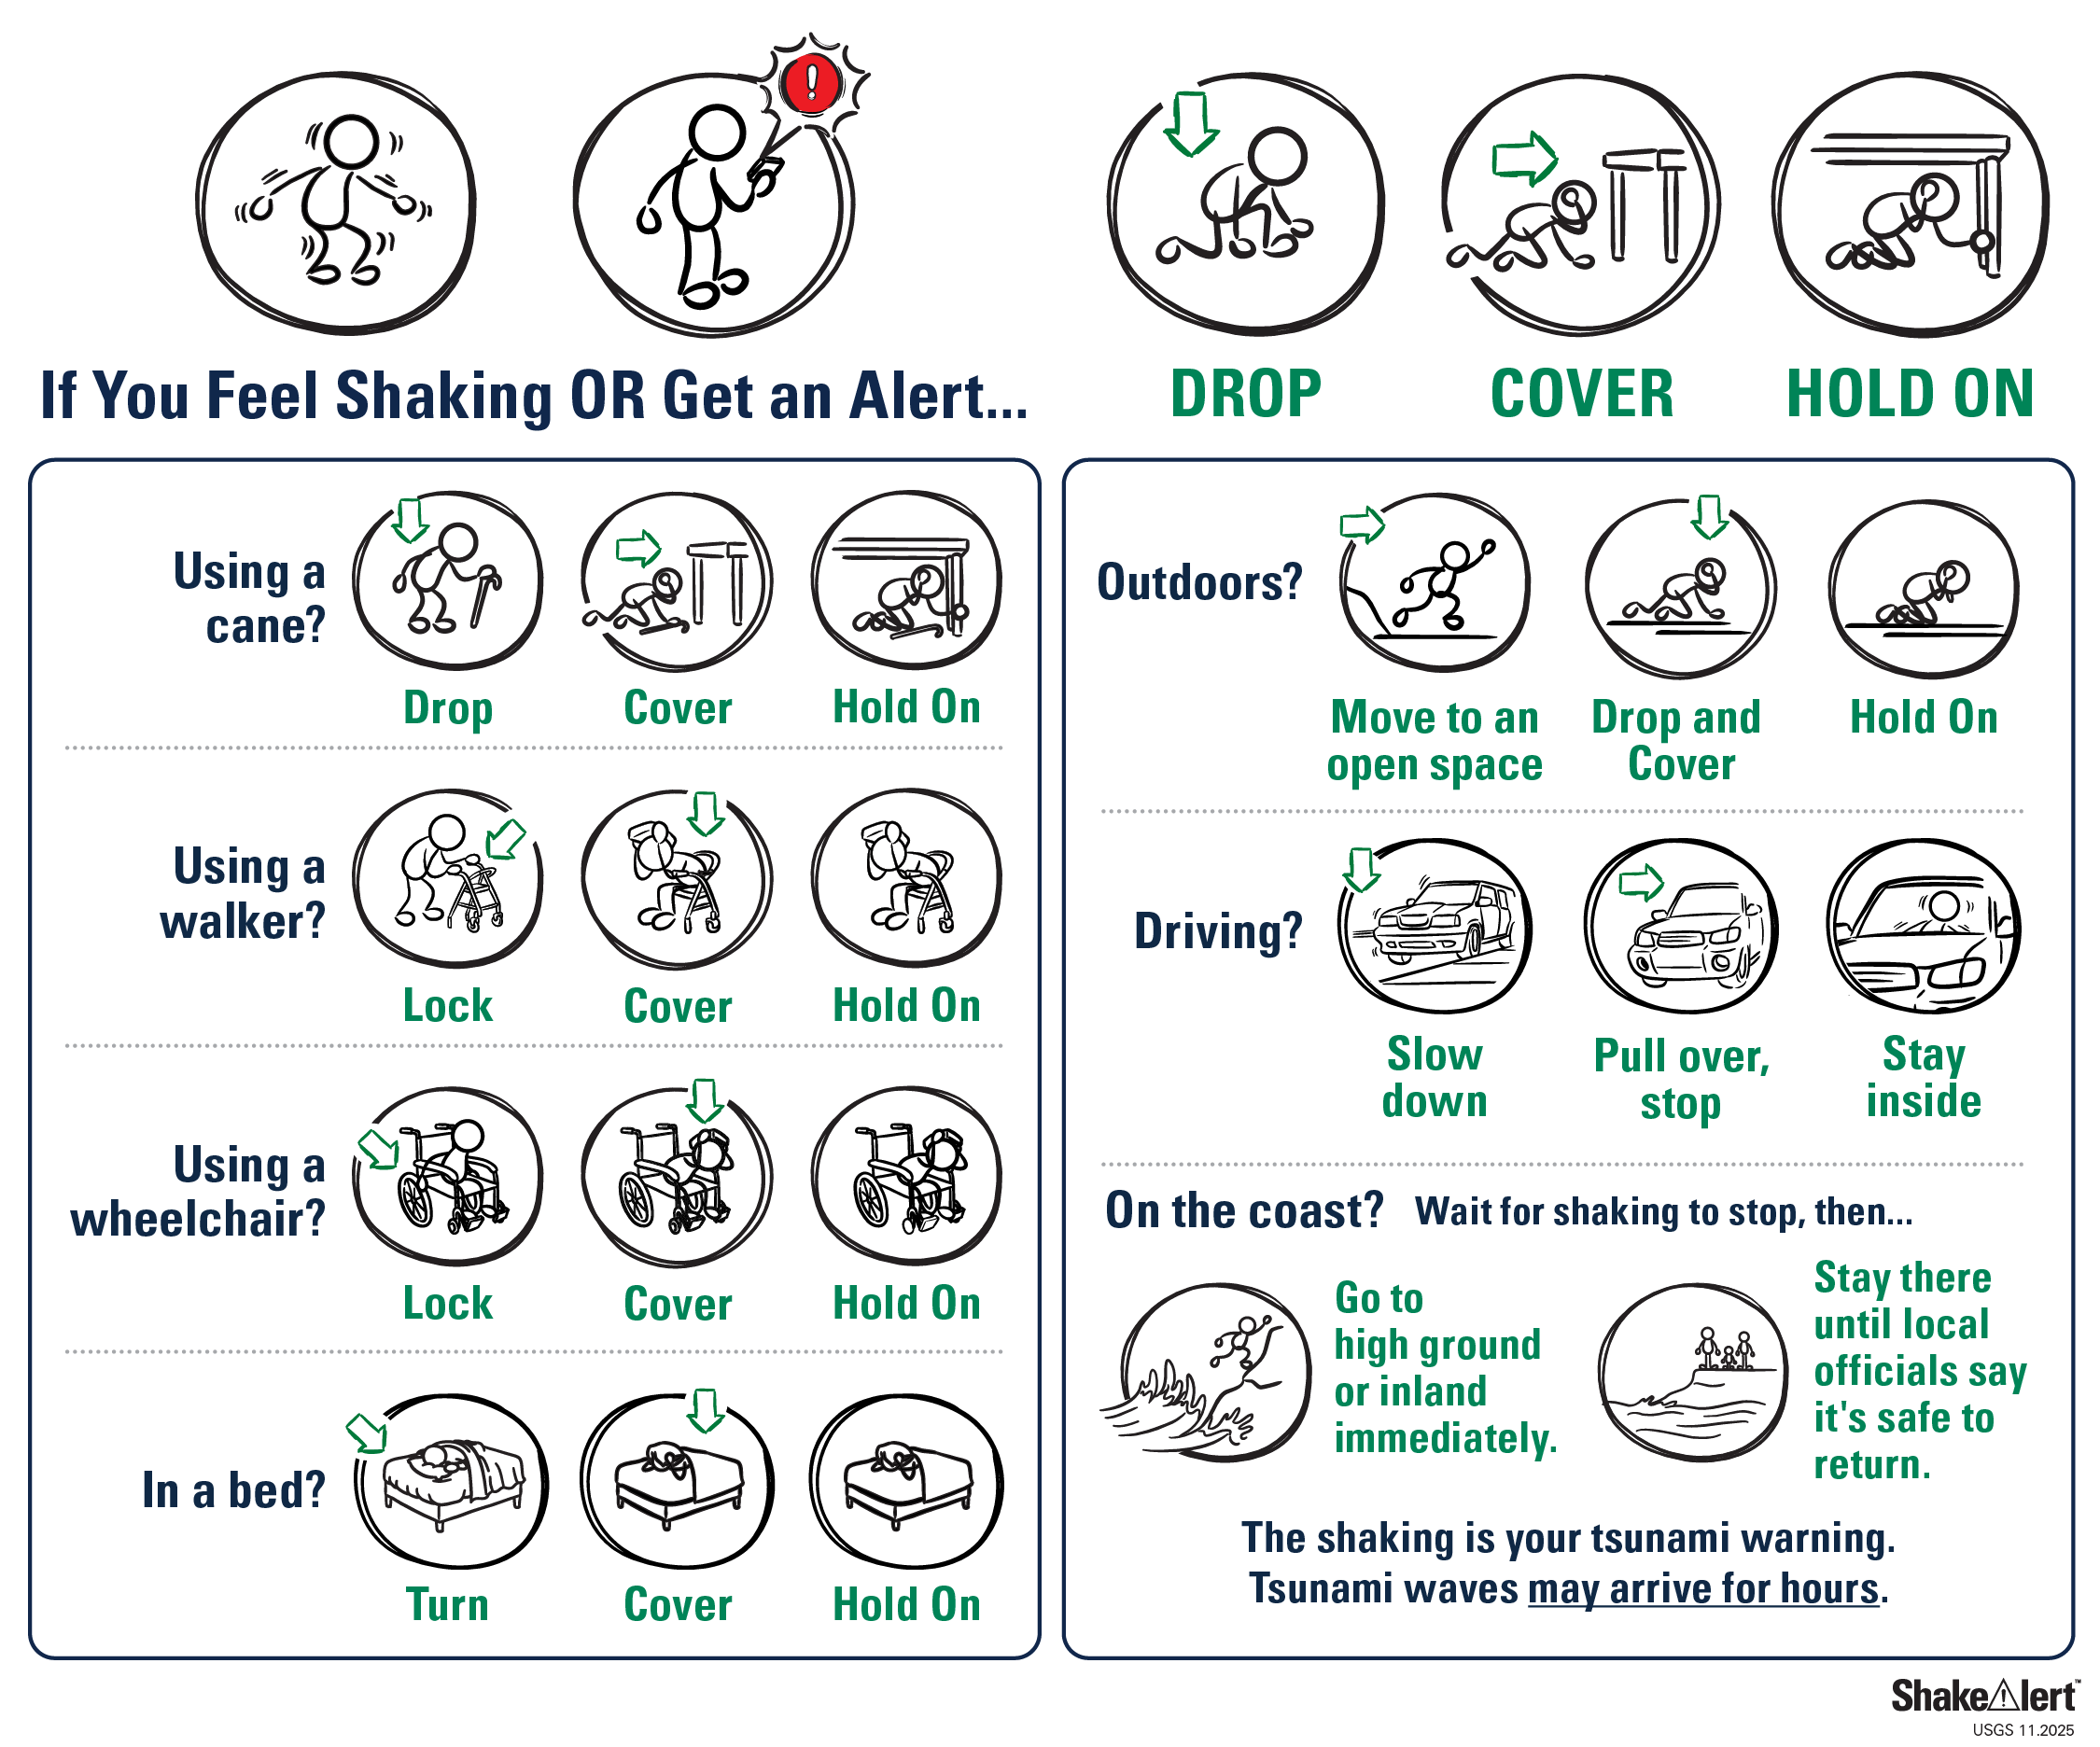 If You Feel Shaking OR Get an Alert...
DROP
COVER
HOLD ON
Using a
cane?
Drop
Cover
Hold On
Using a
walker?
Lock
Cover
Hold On
Using a
wheelchair?
Lock
Cover
Hold On
In a bed?
Turn
Cover
Hold On
Outdoors?
Move to an
open space
Drop and
Cover
Hold On
Driving?
Slow
down
Pull over,
stop
Stay
inside
On the coast? Wait for shaking to stop, then...
Go to
high ground
or inland
immediately.
Stay there
until local
officials say
it's safe to
return.
The shaking is your tsunami warning.
Tsunami waves may arrive for hours.
ShakeAlert™
USGS 11.2025